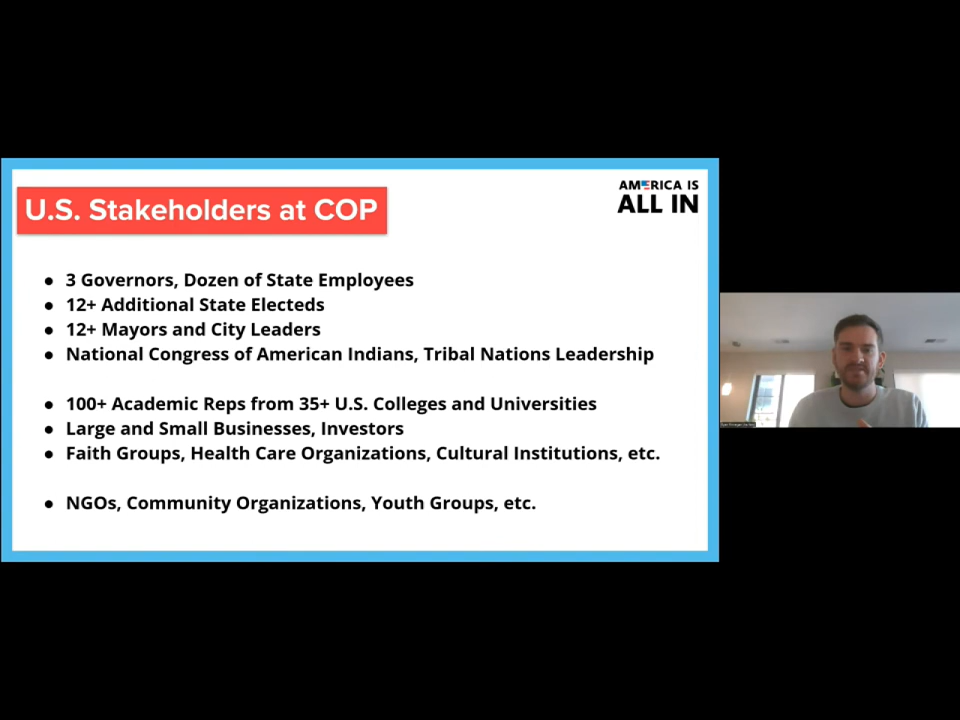 U.S. Stakeholders at COP
AMERICA IS
ALL IN
● 3 Governors, Dozen of State Employees
● 12+ Additional State Electeds
● 12+ Mayors and City Leaders
● National Congress of American Indians, Tribal Nations Leadership
● 100+ Academic Reps from 35+ U.S. Colleges and Universities
● Large and Small Businesses, Investors
● Faith Groups, Health Care Organizations, Cultural Institutions, etc.
● NGOs, Community Organizations, Youth Groups, etc.